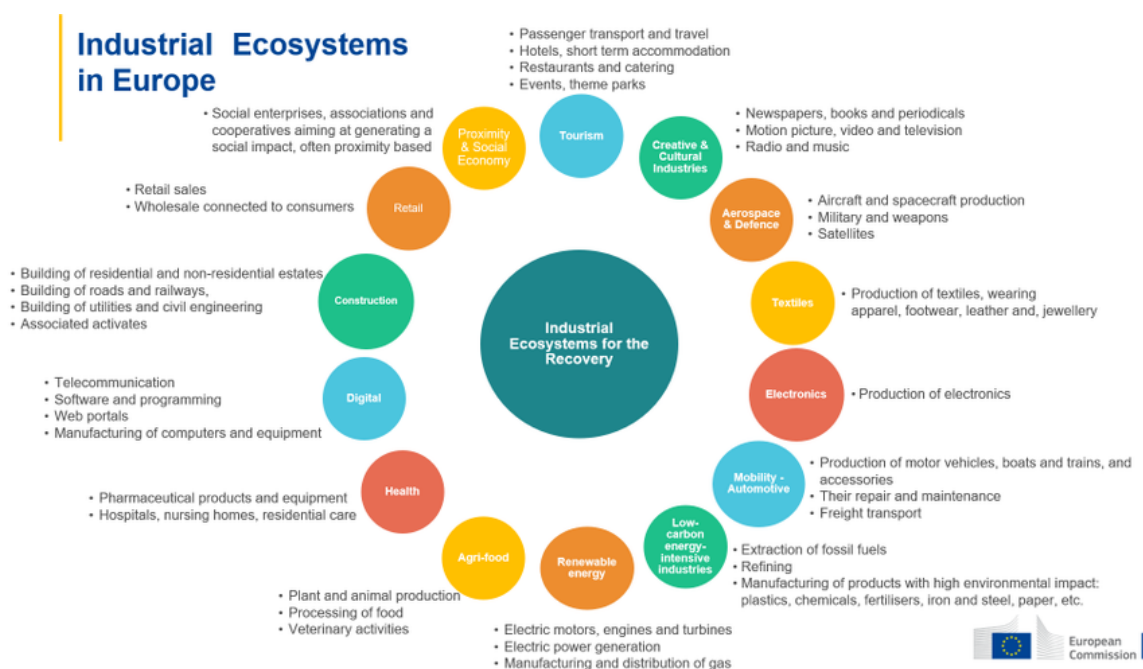 Industrial Ecosystems
in Europe
• Passenger transport and travel
• Hotels, short term accommodation
• Restaurants and catering
• Events, theme parks
Tourism
• Newspapers, books and periodicals
• Motion picture, video and television
• Radio and music
Creative &
Cultural
Industries
• Aircraft and spacecraft production
• Military and weapons
• Satellites
Aerospace
& Defence
• Production of textiles, wearing
apparel, footwear, leather and, jewellery
Textiles
• Production of electronics
Electronics
• Production of motor vehicles, boats and trains, and
accessories
• Their repair and maintenance
• Freight transport
Mobility -
Automotive
• Extraction of fossil fuels
• Refining
• Manufacturing of products with high environmental impact:
plastics, chemicals, fertilisers, iron and steel, paper, etc.
Low-
carbon
energy-
intensive
industries
Renewable
energy
• Electric motors, engines and turbines
• Electric power generation
• Manufacturing and distribution of gas
Agri-food
• Plant and animal production
• Processing of food
• Veterinary activities
Health
• Pharmaceutical products and equipment
• Hospitals, nursing homes, residential care
Digital
• Telecommunication
• Software and programming
• Web portals
• Manufacturing of computers and equipment
Construction
• Building of residential and non-residential estates
• Building of roads and railways,
• Building of utilities and civil engineering
• Associated activates
Retail
• Retail sales
• Wholesale connected to consumers
Proximity
& Social
Economy
• Social enterprises, associations and
cooperatives aiming at generating a
social impact, often proximity based
Industrial
Ecosystems for the
Recovery
European
Commission